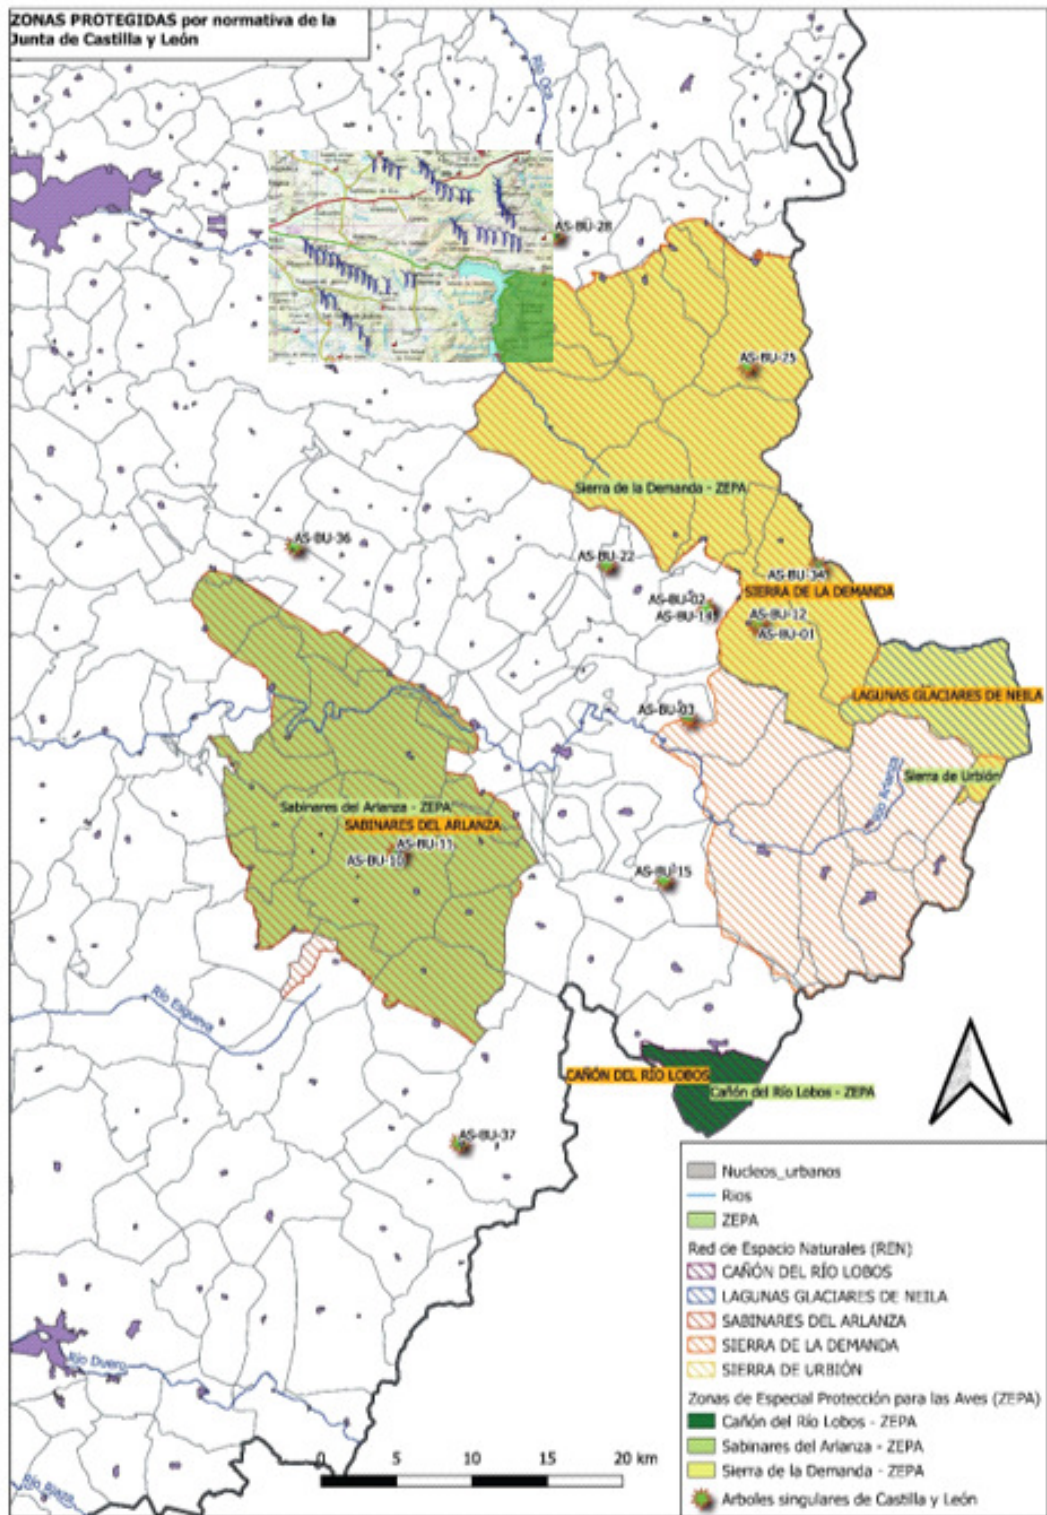 ZONAS PROTEGIDAS por normativa de la
Junta de Castilla y León
Río Oca
AS-BU-28
AS-BU-25
Sierra de la Demanda - ZEPA
AS-BU-36
AS-BU-22
AS-BU-34
SIERRA DE LA DEMANDA
AS-BU-02
AS-BU-14
AS-BU-12
AS-BU-01
LAGUNAS GLACIARES DE NEILA
AS-BU-03
Sierra de Urbión
Río Arlanza
Sabinares del Arlanza - ZEPA
SABINARES DEL ARLANZA
AS-BU-11
AS-BU-10
AS-BU-15
Río Esgueva
CAÑÓN DEL RÍO LOBOS
Cañón del Río Lobos - ZEPA
AS-BU-37
Río Duero
Río Riaza
0 5 10 15 20 km
Nucleos_urbanos
Rios
ZEPA
Red de Espacio Naturales (REN)
CAÑÓN DEL RÍO LOBOS
LAGUNAS GLACIARES DE NEILA
SABINARES DEL ARLANZA
SIERRA DE LA DEMANDA
SIERRA DE URBIÓN
Zonas de Especial Protección para las Aves (ZEPA)
Cañón del Río Lobos - ZEPA
Sabinares del Arlanza - ZEPA
Sierra de la Demanda - ZEPA
Arboles singulares de Castilla y León